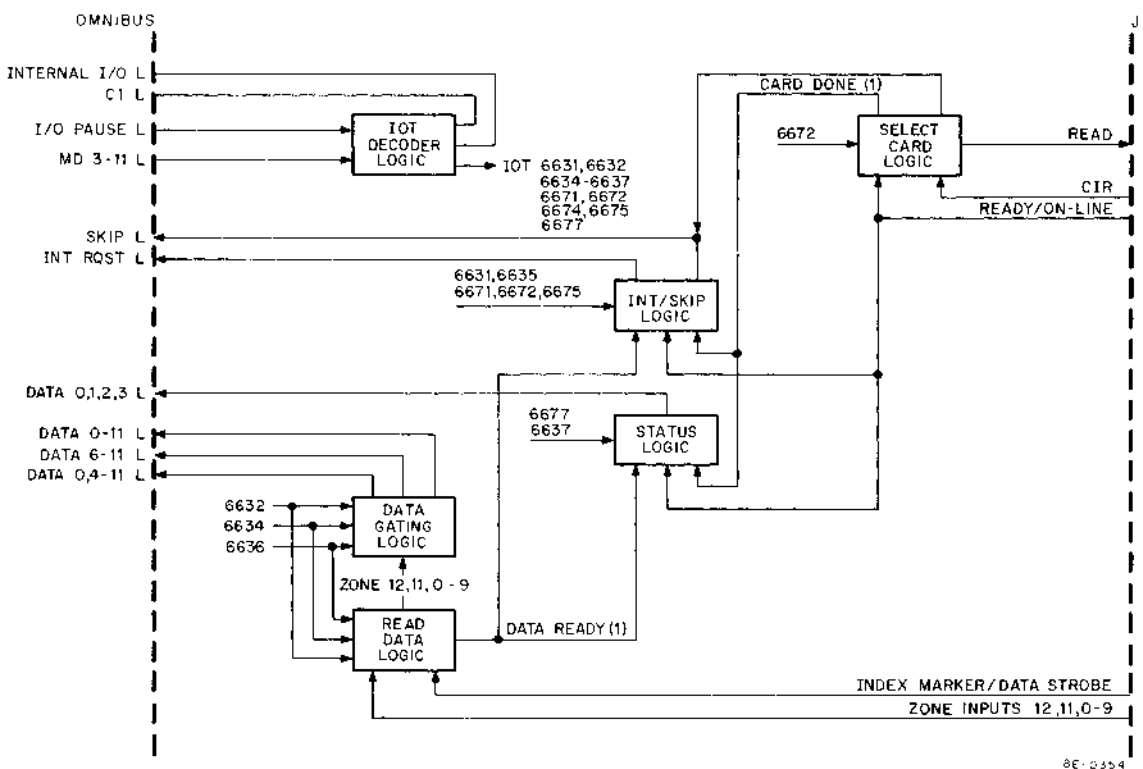 OMNIBUS
J
INTERNAL I/O L
C1 L
I/O PAUSE L
MD 3-11 L
IOT
DECODER
LOGIC
IOT 6631,6632
6634-6637
6671,6672
6674,6675
6677
CARD DONE (1)
6672
SELECT
CARD
LOGIC
READ
CIR
READY/ON-LINE
SKIP L
INT RQST L
6631,6635
6671,6672,6675
INT/SKIP
LOGIC
DATA 0,1,2,3 L
DATA 0-11 L
DATA 6-11 L
DATA 0,4-11 L
6677
6637
STATUS
LOGIC
6632
6634
6636
DATA
GATING
LOGIC
ZONE 12,11,0-9
READ
DATA
LOGIC
DATA READY(1)
INDEX MARKER/DATA STROBE
ZONE INPUTS 12,11,0-9
8E-0354